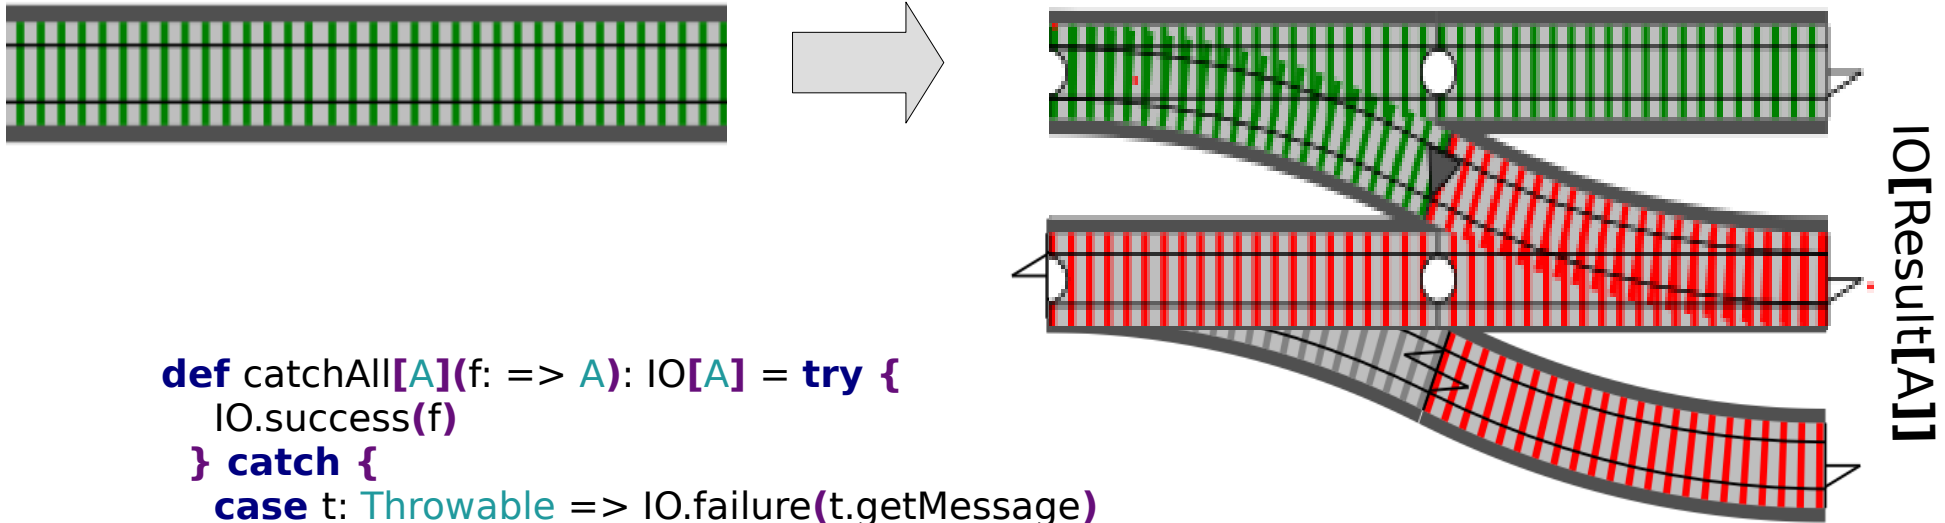 def catchAll[A](f: => A): IO[A] = try {
IO.success(f)
} catch {
case t: Throwable => IO.failure(t.getMessage)
IO[Result[A]]